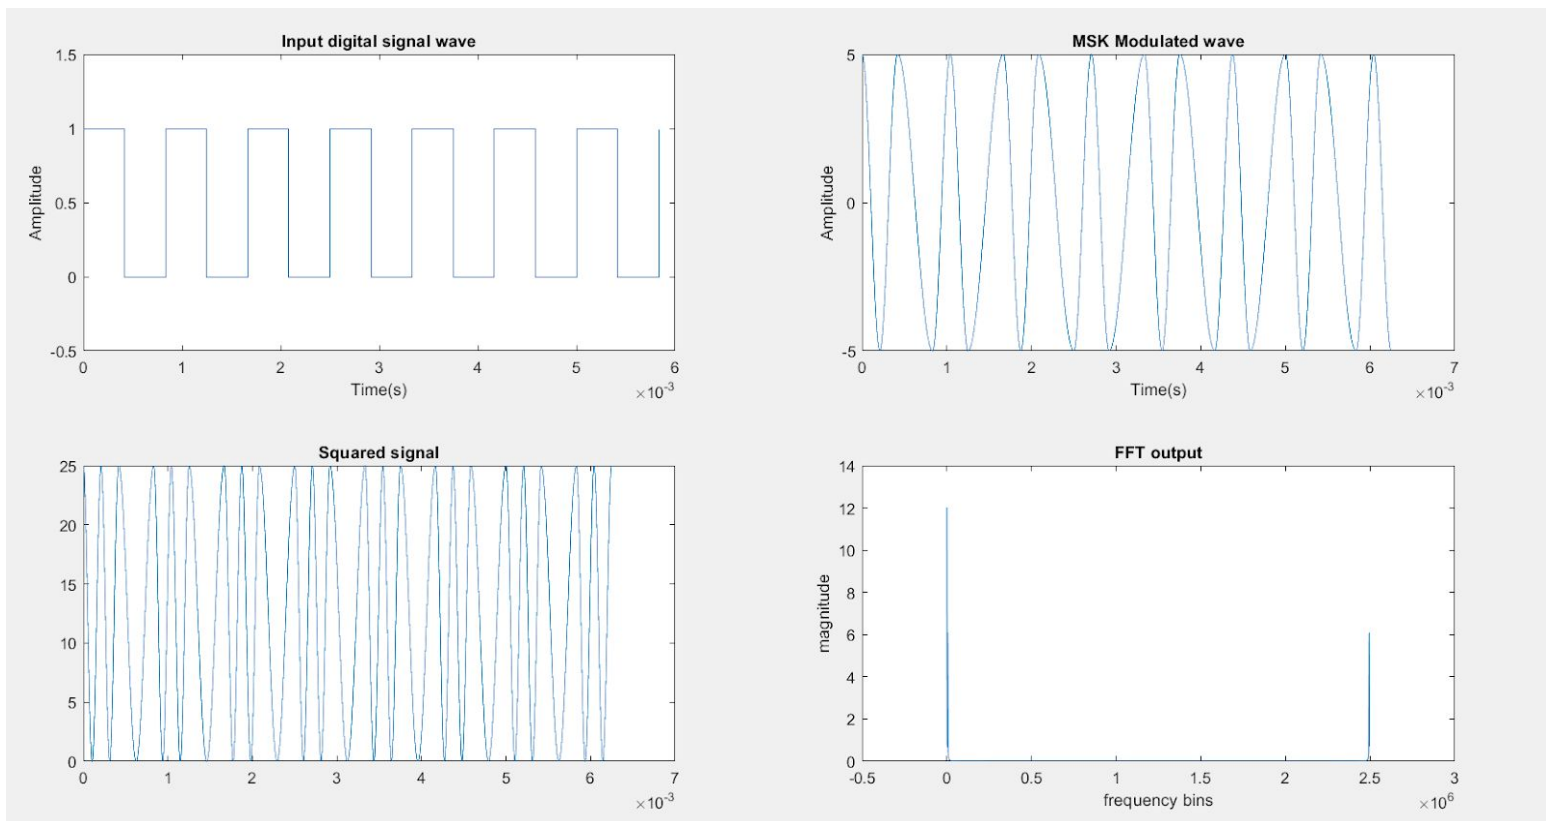 Input digital signal wave
1.5
1
0.5
0
-0.5
Amplitude
0 1 2 3 4 5 6
Time(s)
×10-3
MSK Modulated wave
5
0
-5
Amplitude
0 1 2 3 4 5 6 7
Time(s)
×10-3
Squared signal
25
20
15
10
5
0
0 1 2 3 4 5 6 7
×10-3
FFT output
14
12
10
8
6
4
2
0
magnitude
-0.5 0 0.5 1 1.5 2 2.5 3
frequency bins
×106